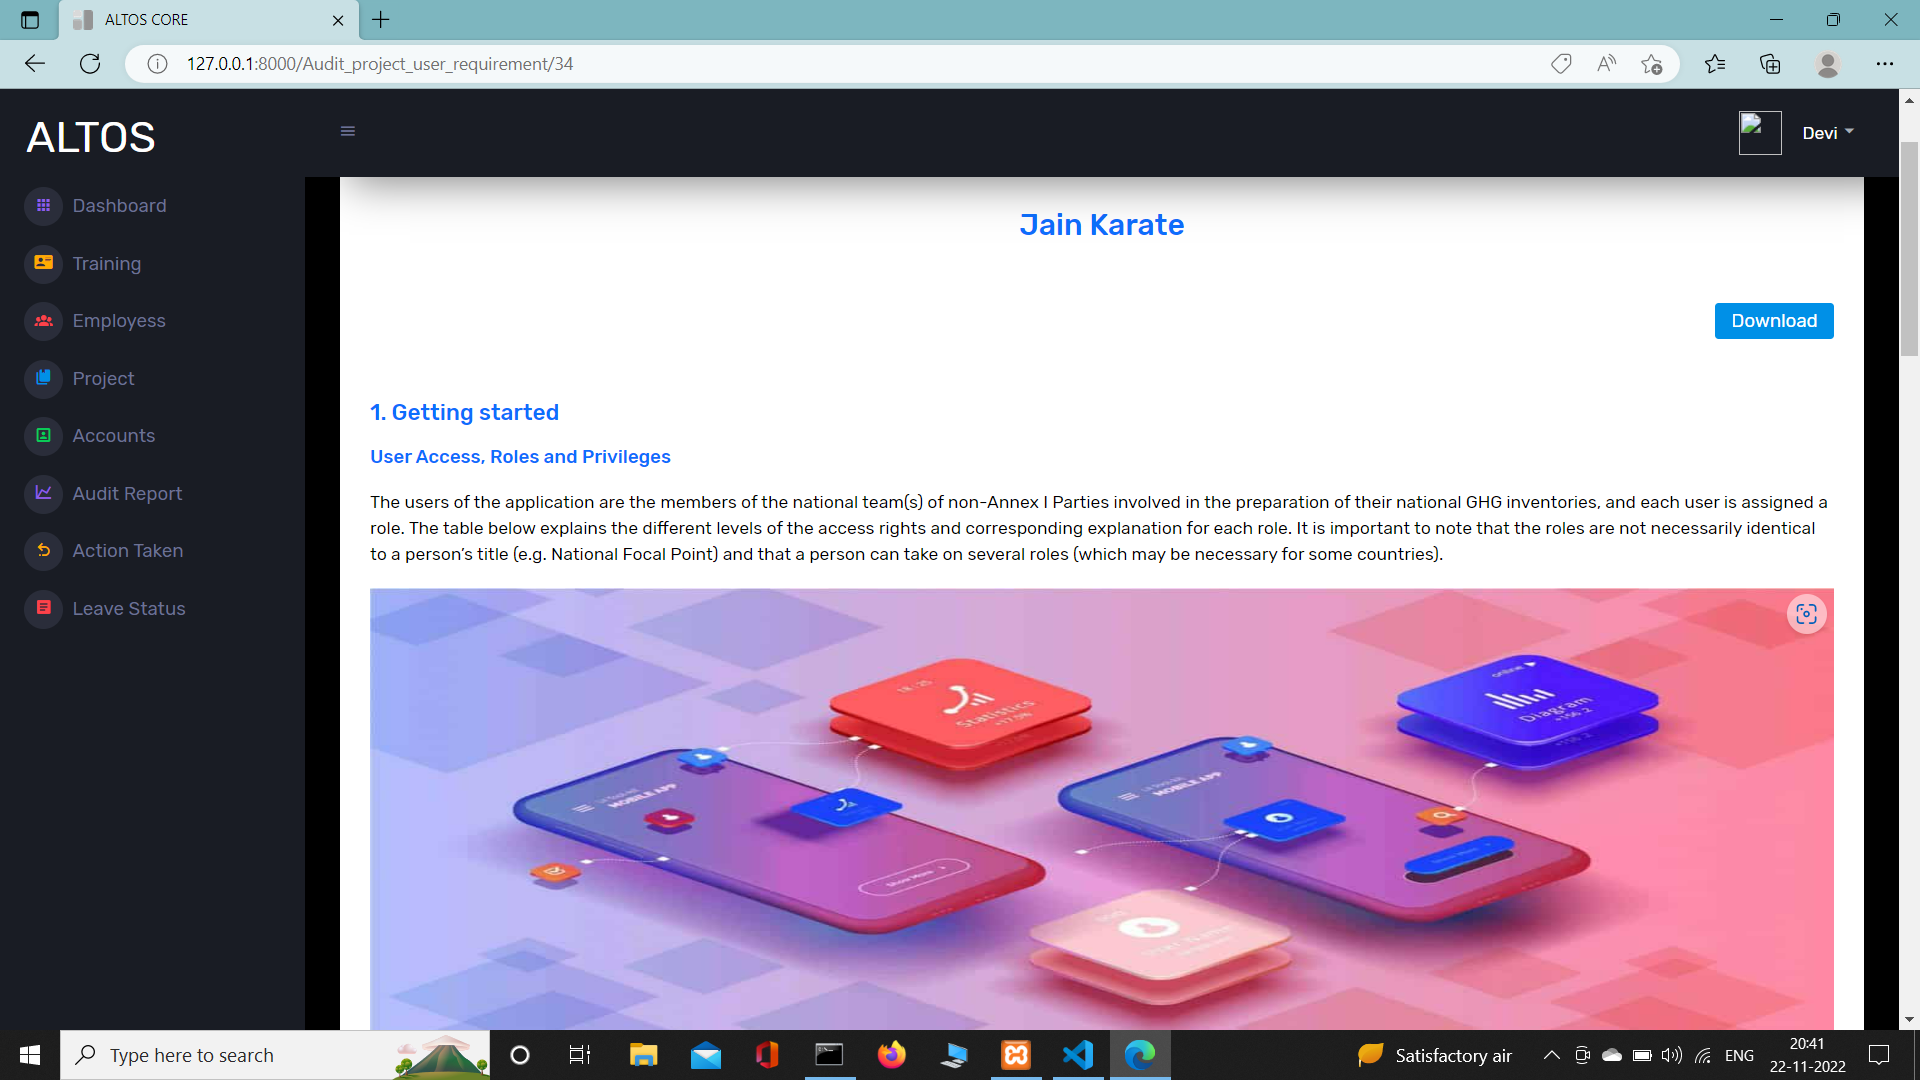 ALTOS CORE
127.0.0.1:8000/Audit_project_user_requirement/34
ALTOS
Devi
Dashboard
Training
Employess
Project
Accounts
Audit Report
Action Taken
Leave Status
Jain Karate
Download
1. Getting started
User Access, Roles and Privileges
The users of the application are the members of the national team(s) of non-Annex I Parties involved in the preparation of their national GHG inventories, and each user is assigned a
role. The table below explains the different levels of the access rights and corresponding explanation for each role. It is important to note that the roles are not necessarily identical
to a person’s title (e.g. National Focal Point) and that a person can take on several roles (which may be necessary for some countries).
Statistics
online
Diagram
MOBILE APP
MOBILE APP
Show More
User Name
Type here to search
Satisfactory air
ENG
20:41
22-11-2022